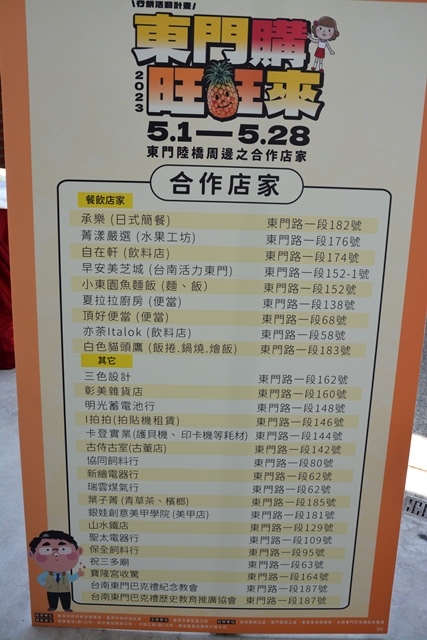 行銷活動計畫
東門購
2023
旺旺來
5.1—5.28
東門陸橋周邊之合作店家
合作店家
餐飲店家
承樂 (日式簡餐) 東門路一段182號
菁漾嚴選 (水果工坊) 東門路一段176號
自在軒 (飲料店) 東門路一段174號
早安美芝城 (台南活力東門) 東門路一段152-1號
小東園魚麵飯 (麵、飯) 東門路一段152號
夏拉拉廚房 (便當) 東門路一段138號
頂好便當 (便當) 東門路一段68號
亦荼Italok (飲料店) 東門路一段58號
白色貓頭鷹 (飯捲.鍋燒.燴飯) 東門路一段183號
其它
三色設計 東門路一段162號
彰美雜貨店 東門路一段160號
明光蓄電池行 東門路一段148號
I拍拍(拍貼機租賃) 東門路一段146號
卡登實業(護貝機、印卡機等耗材) 東門路一段144號
古侍古室(古董店) 東門路一段142號
協同飼料行 東門路一段80號
新繪電器行 東門路一段62號
瑞雲煤氣行 東門路一段62號
葉子菁 (青草茶、檳榔) 東門路一段185號
銀娃創意美甲學院 (美甲店) 東門路一段181號
山水鐵店 東門路一段129號
聖太電器行 東門路一段109號
保全飼料行 東門路一段95號
祝三多廟 東門路一段63號
寶隆宮收驚 東門路一段164號
台南東門巴克禮紀念教會 東門路一段187號
台南東門巴克禮歷史教育推廣協會 東門路一段187號